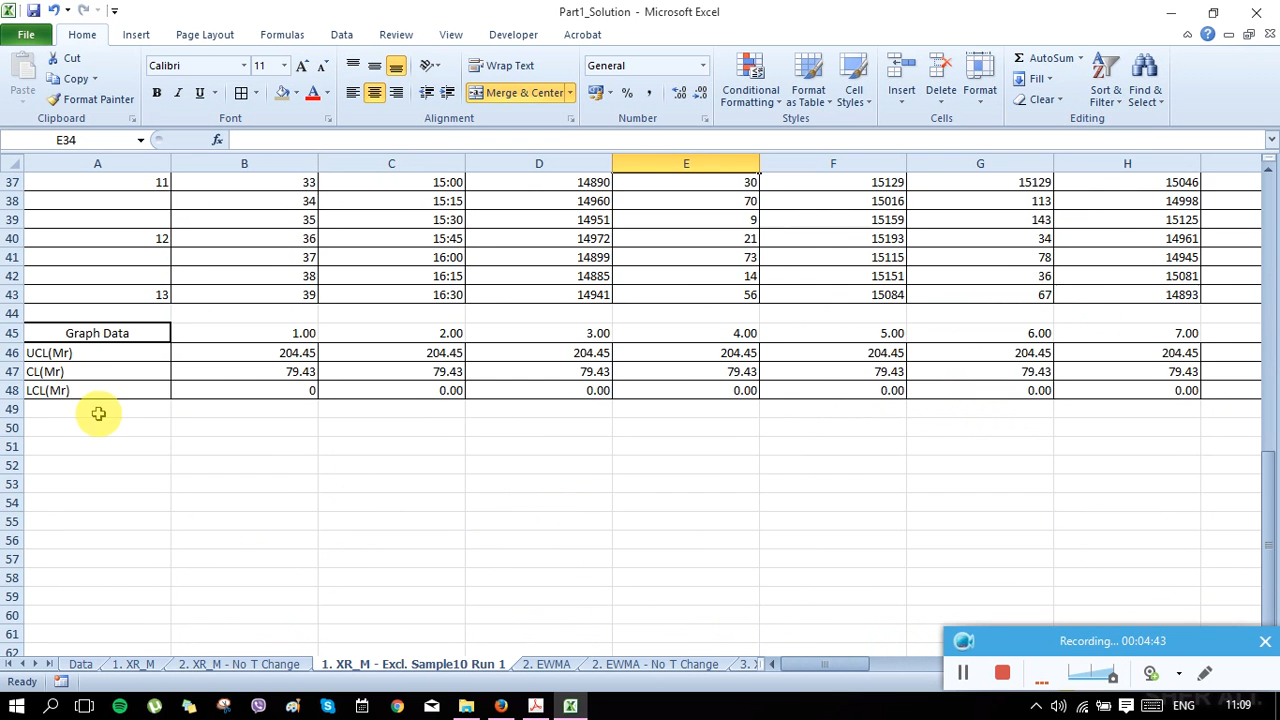 Part1_Solution - Microsoft Excel
File Home Insert Page Layout Formulas Data Review View Developer Acrobat
Paste Cut Copy Format Painter Clipboard
Calibri 11 B I U A Font
Wrap Text Merge & Center Alignment
General % , Number
Conditional Formatting Format as Table Cell Styles Styles
Insert Delete Format Cells
AutoSum Fill Clear Sort & Filter Find & Select Editing
E34 fx
A B C D E F G H
37 11 33 15:00 14890 30 15129 15129 15046
38 34 15:15 14960 70 15016 113 14998
39 35 15:30 14951 9 15159 143 15125
40 12 36 15:45 14972 21 15193 34 14961
41 37 16:00 14899 73 15115 78 14945
42 38 16:15 14885 14 15151 36 15081
43 13 39 16:30 14941 56 15084 67 14893
44
45 Graph Data 1.00 2.00 3.00 4.00 5.00 6.00 7.00
46 UCL(Mr) 204.45 204.45 204.45 204.45 204.45 204.45 204.45
47 CL(Mr) 79.43 79.43 79.43 79.43 79.43 79.43 79.43
48 LCL(Mr) 0 0.00 0.00 0.00 0.00 0.00 0.00
49
50
51
52
53
54
55
56
57
58
59
60
61
62
Recording... 00:04:43
Data 1. XR_M 2. XR_M - No T Change 1. XR_M - Excl. Sample10 Run 1 2. EWMA 2. EWMA - No T Change 3. X
Ready
ENG 11:09